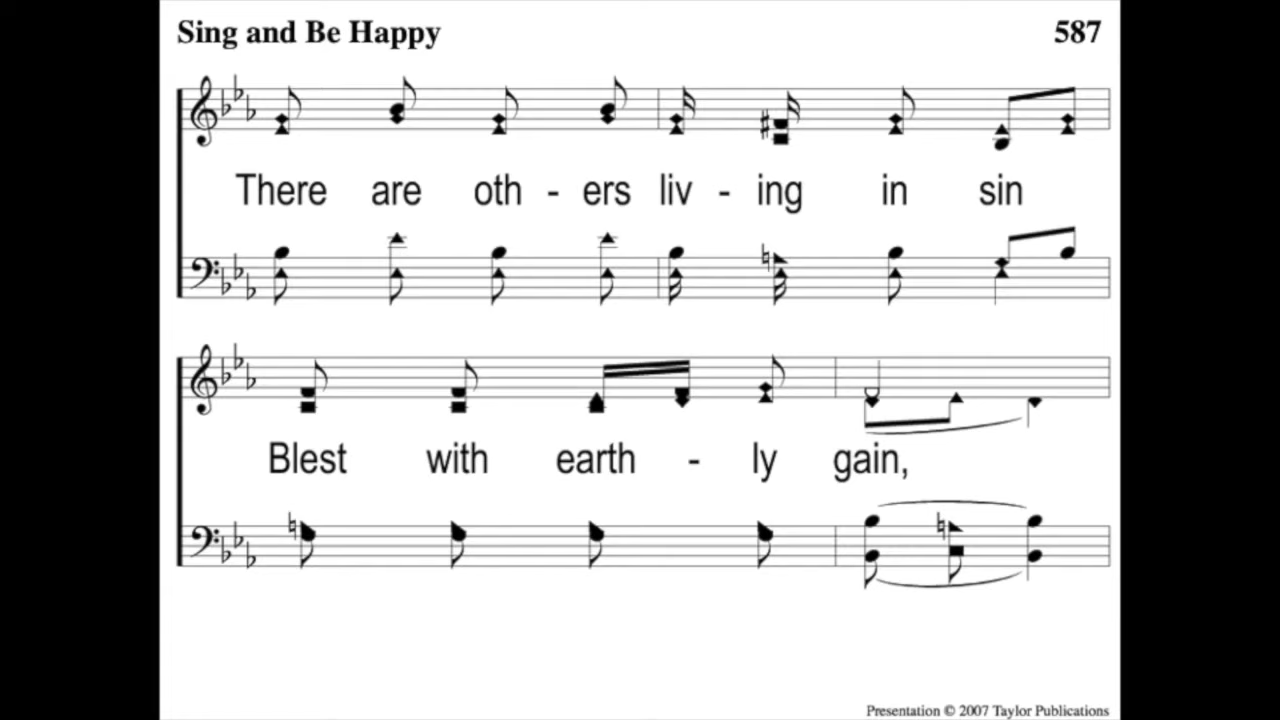 Sing and Be Happy 587
There are oth - ers liv - ing in sin
Blest with earth - ly gain,
Presentation © 2007 Taylor Publications